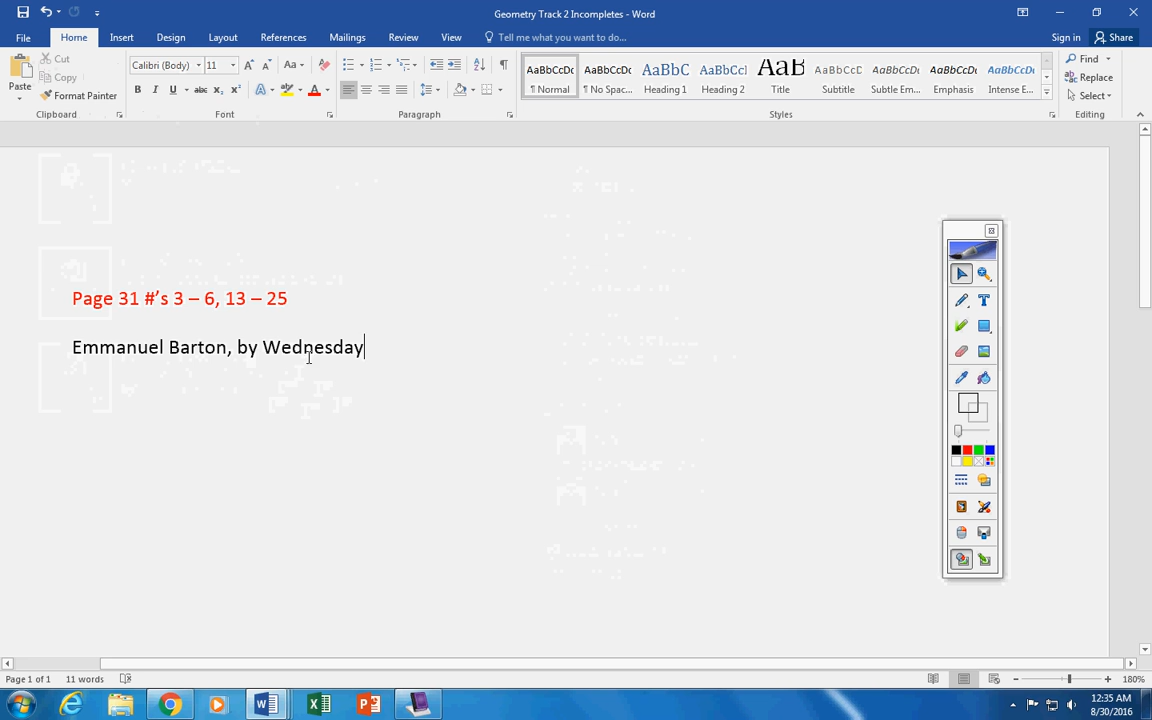 Geometry Track 2 Incompletes - Word
File Home Insert Design Layout References Mailings Review View Tell me what you want to do... Sign in Share
Paste Cut Copy Format Painter
Calibri (Body) 11 Aa
B I U abc X₂ X² A
AaBbCcDc AaBbCcDc AaBbC AaBbCcl AaB AaBbCcD AaBbCcDc AaBbCcDc AaBbCcDc
¶ Normal ¶ No Spac... Heading 1 Heading 2 Title Subtitle Subtle Em... Emphasis Intense E...
Find Replace Select
Clipboard Font Paragraph Styles Editing
Page 31 #’s 3 – 6, 13 – 25
Emmanuel Barton, by Wednesday
Page 1 of 1 11 words 180%
12:35 AM
8/30/2016